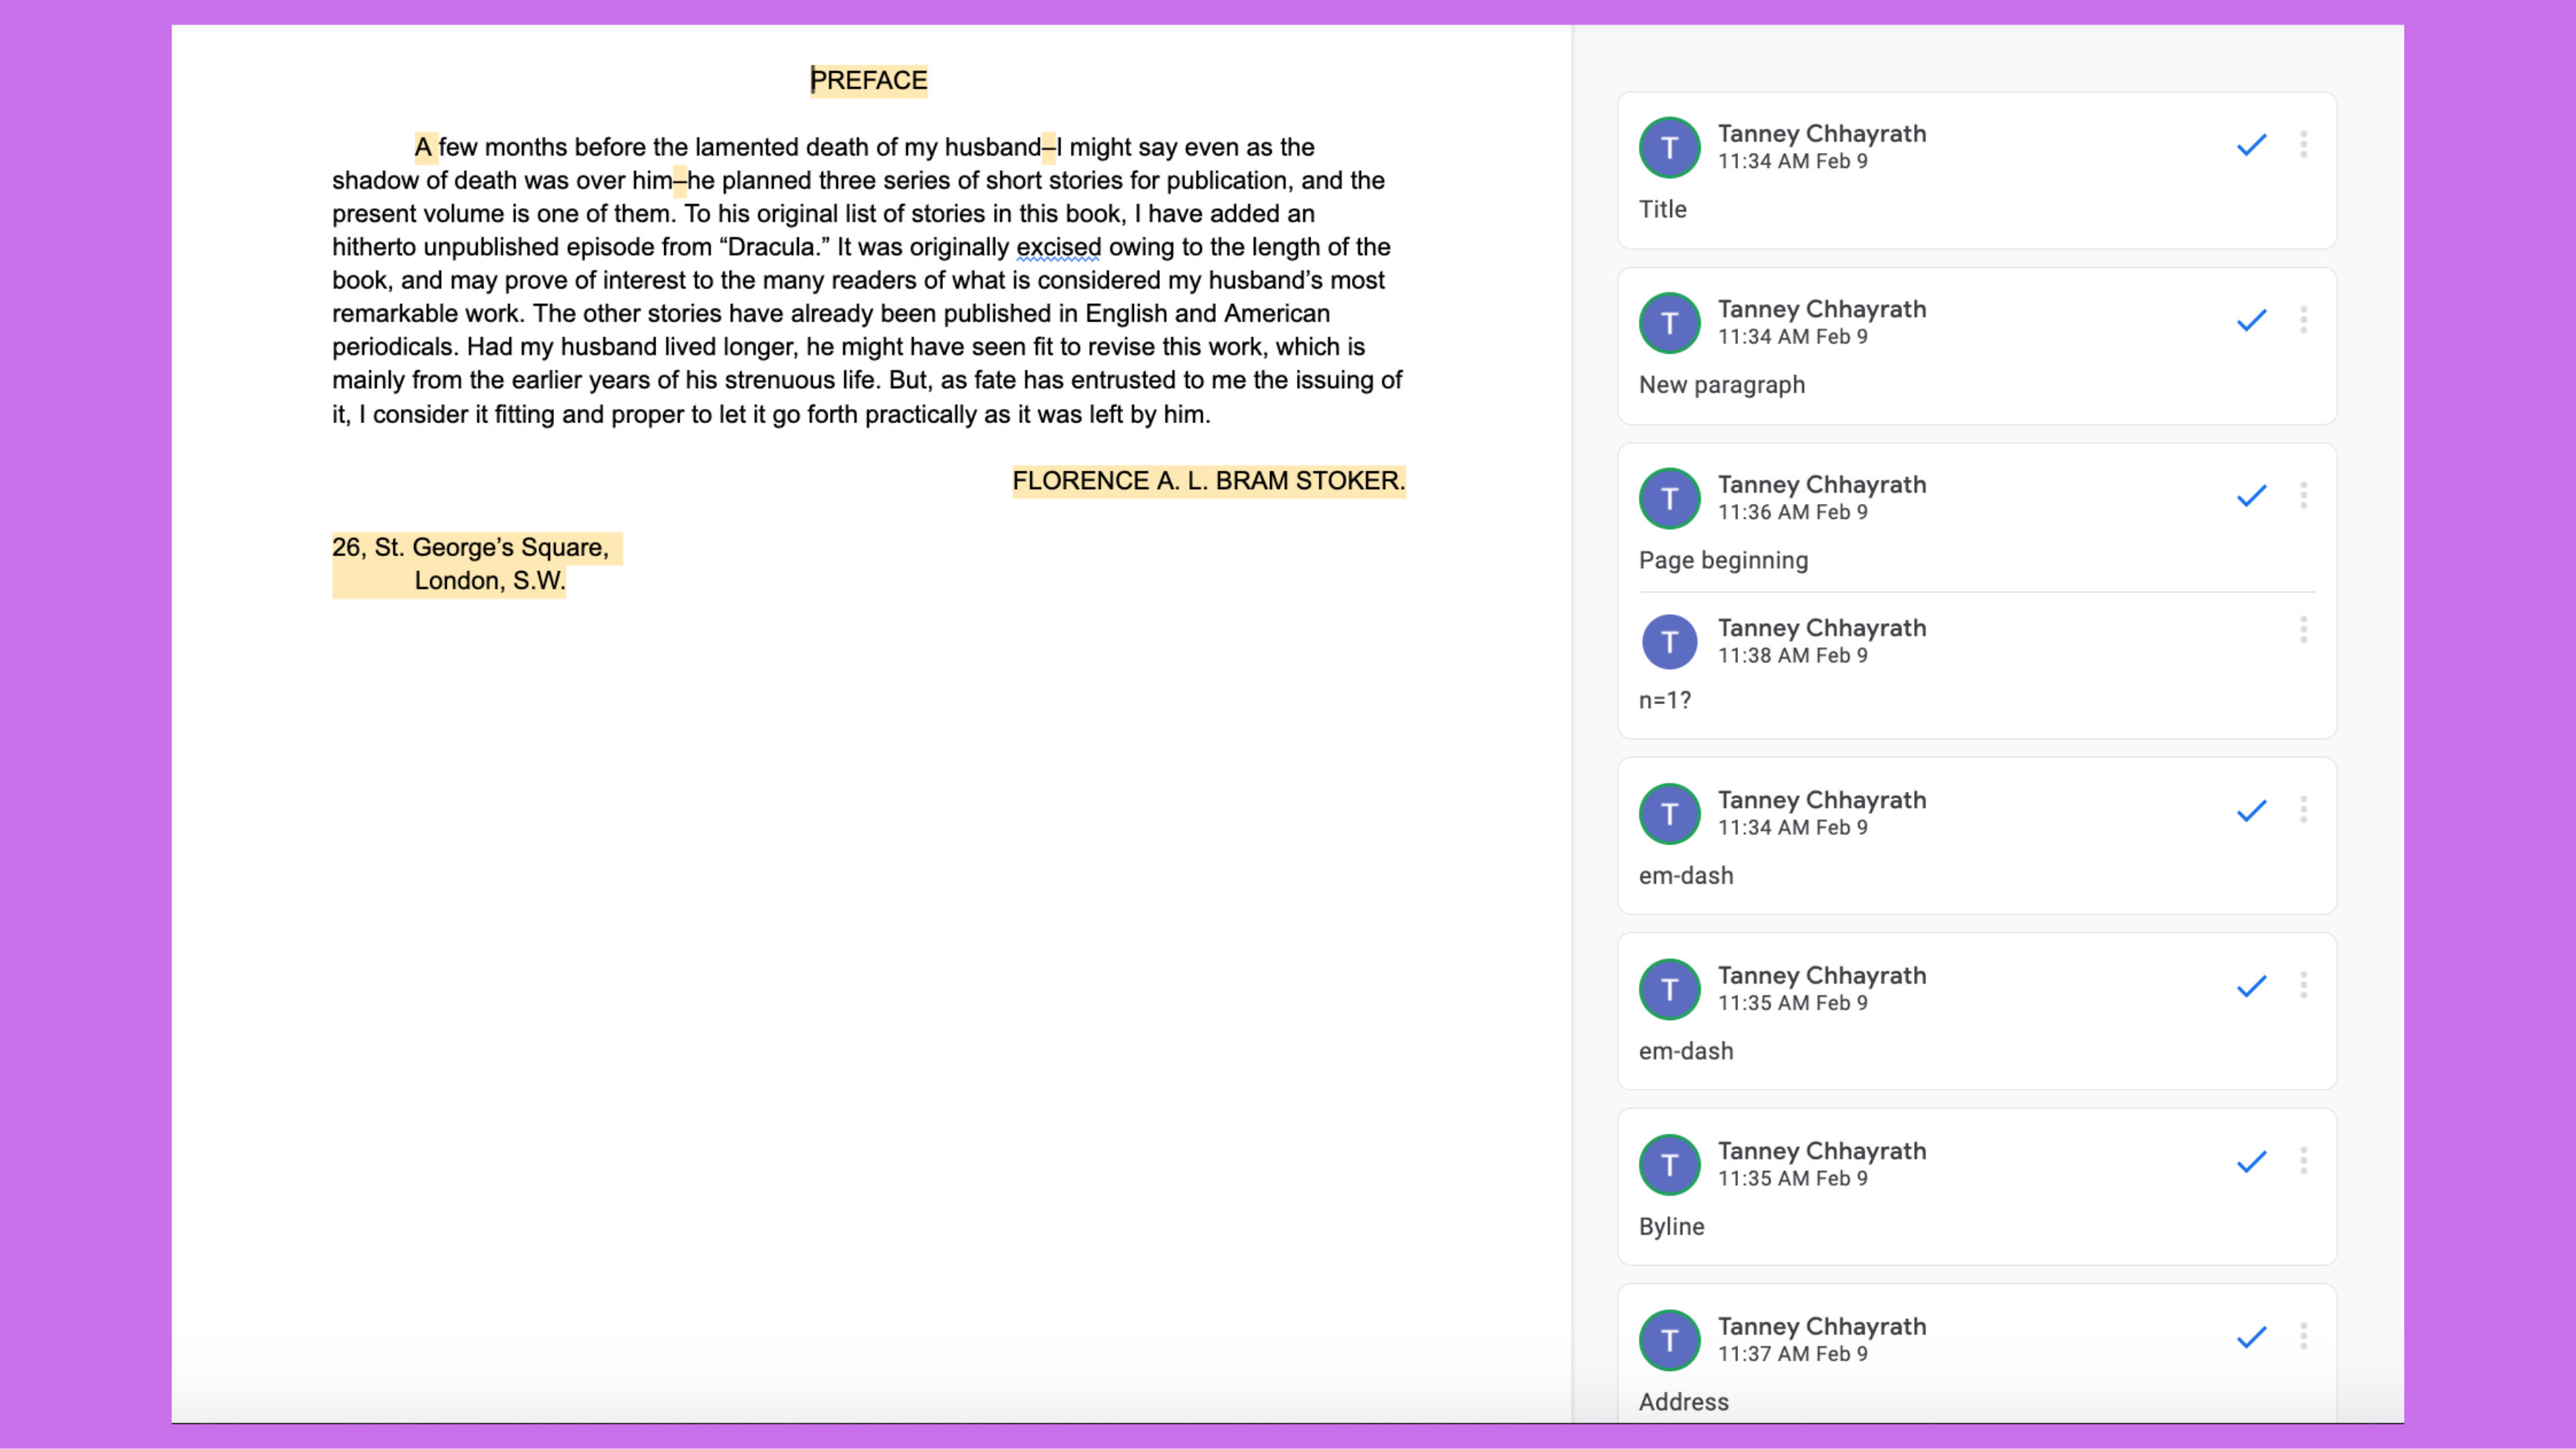 PREFACE
A few months before the lamented death of my husband–I might say even as the
shadow of death was over him–he planned three series of short stories for publication, and the
present volume is one of them. To his original list of stories in this book, I have added an
hitherto unpublished episode from “Dracula.” It was originally excised owing to the length of the
book, and may prove of interest to the many readers of what is considered my husband’s most
remarkable work. The other stories have already been published in English and American
periodicals. Had my husband lived longer, he might have seen fit to revise this work, which is
mainly from the earlier years of his strenuous life. But, as fate has entrusted to me the issuing of
it, I consider it fitting and proper to let it go forth practically as it was left by him.
FLORENCE A. L. BRAM STOKER.
26, St. George’s Square,
London, S.W.
T
Tanney Chhayrath
11:34 AM Feb 9
Title
T
Tanney Chhayrath
11:34 AM Feb 9
New paragraph
T
Tanney Chhayrath
11:36 AM Feb 9
Page beginning
T
Tanney Chhayrath
11:38 AM Feb 9
n=1?
T
Tanney Chhayrath
11:34 AM Feb 9
em-dash
T
Tanney Chhayrath
11:35 AM Feb 9
em-dash
T
Tanney Chhayrath
11:35 AM Feb 9
Byline
T
Tanney Chhayrath
11:37 AM Feb 9
Address